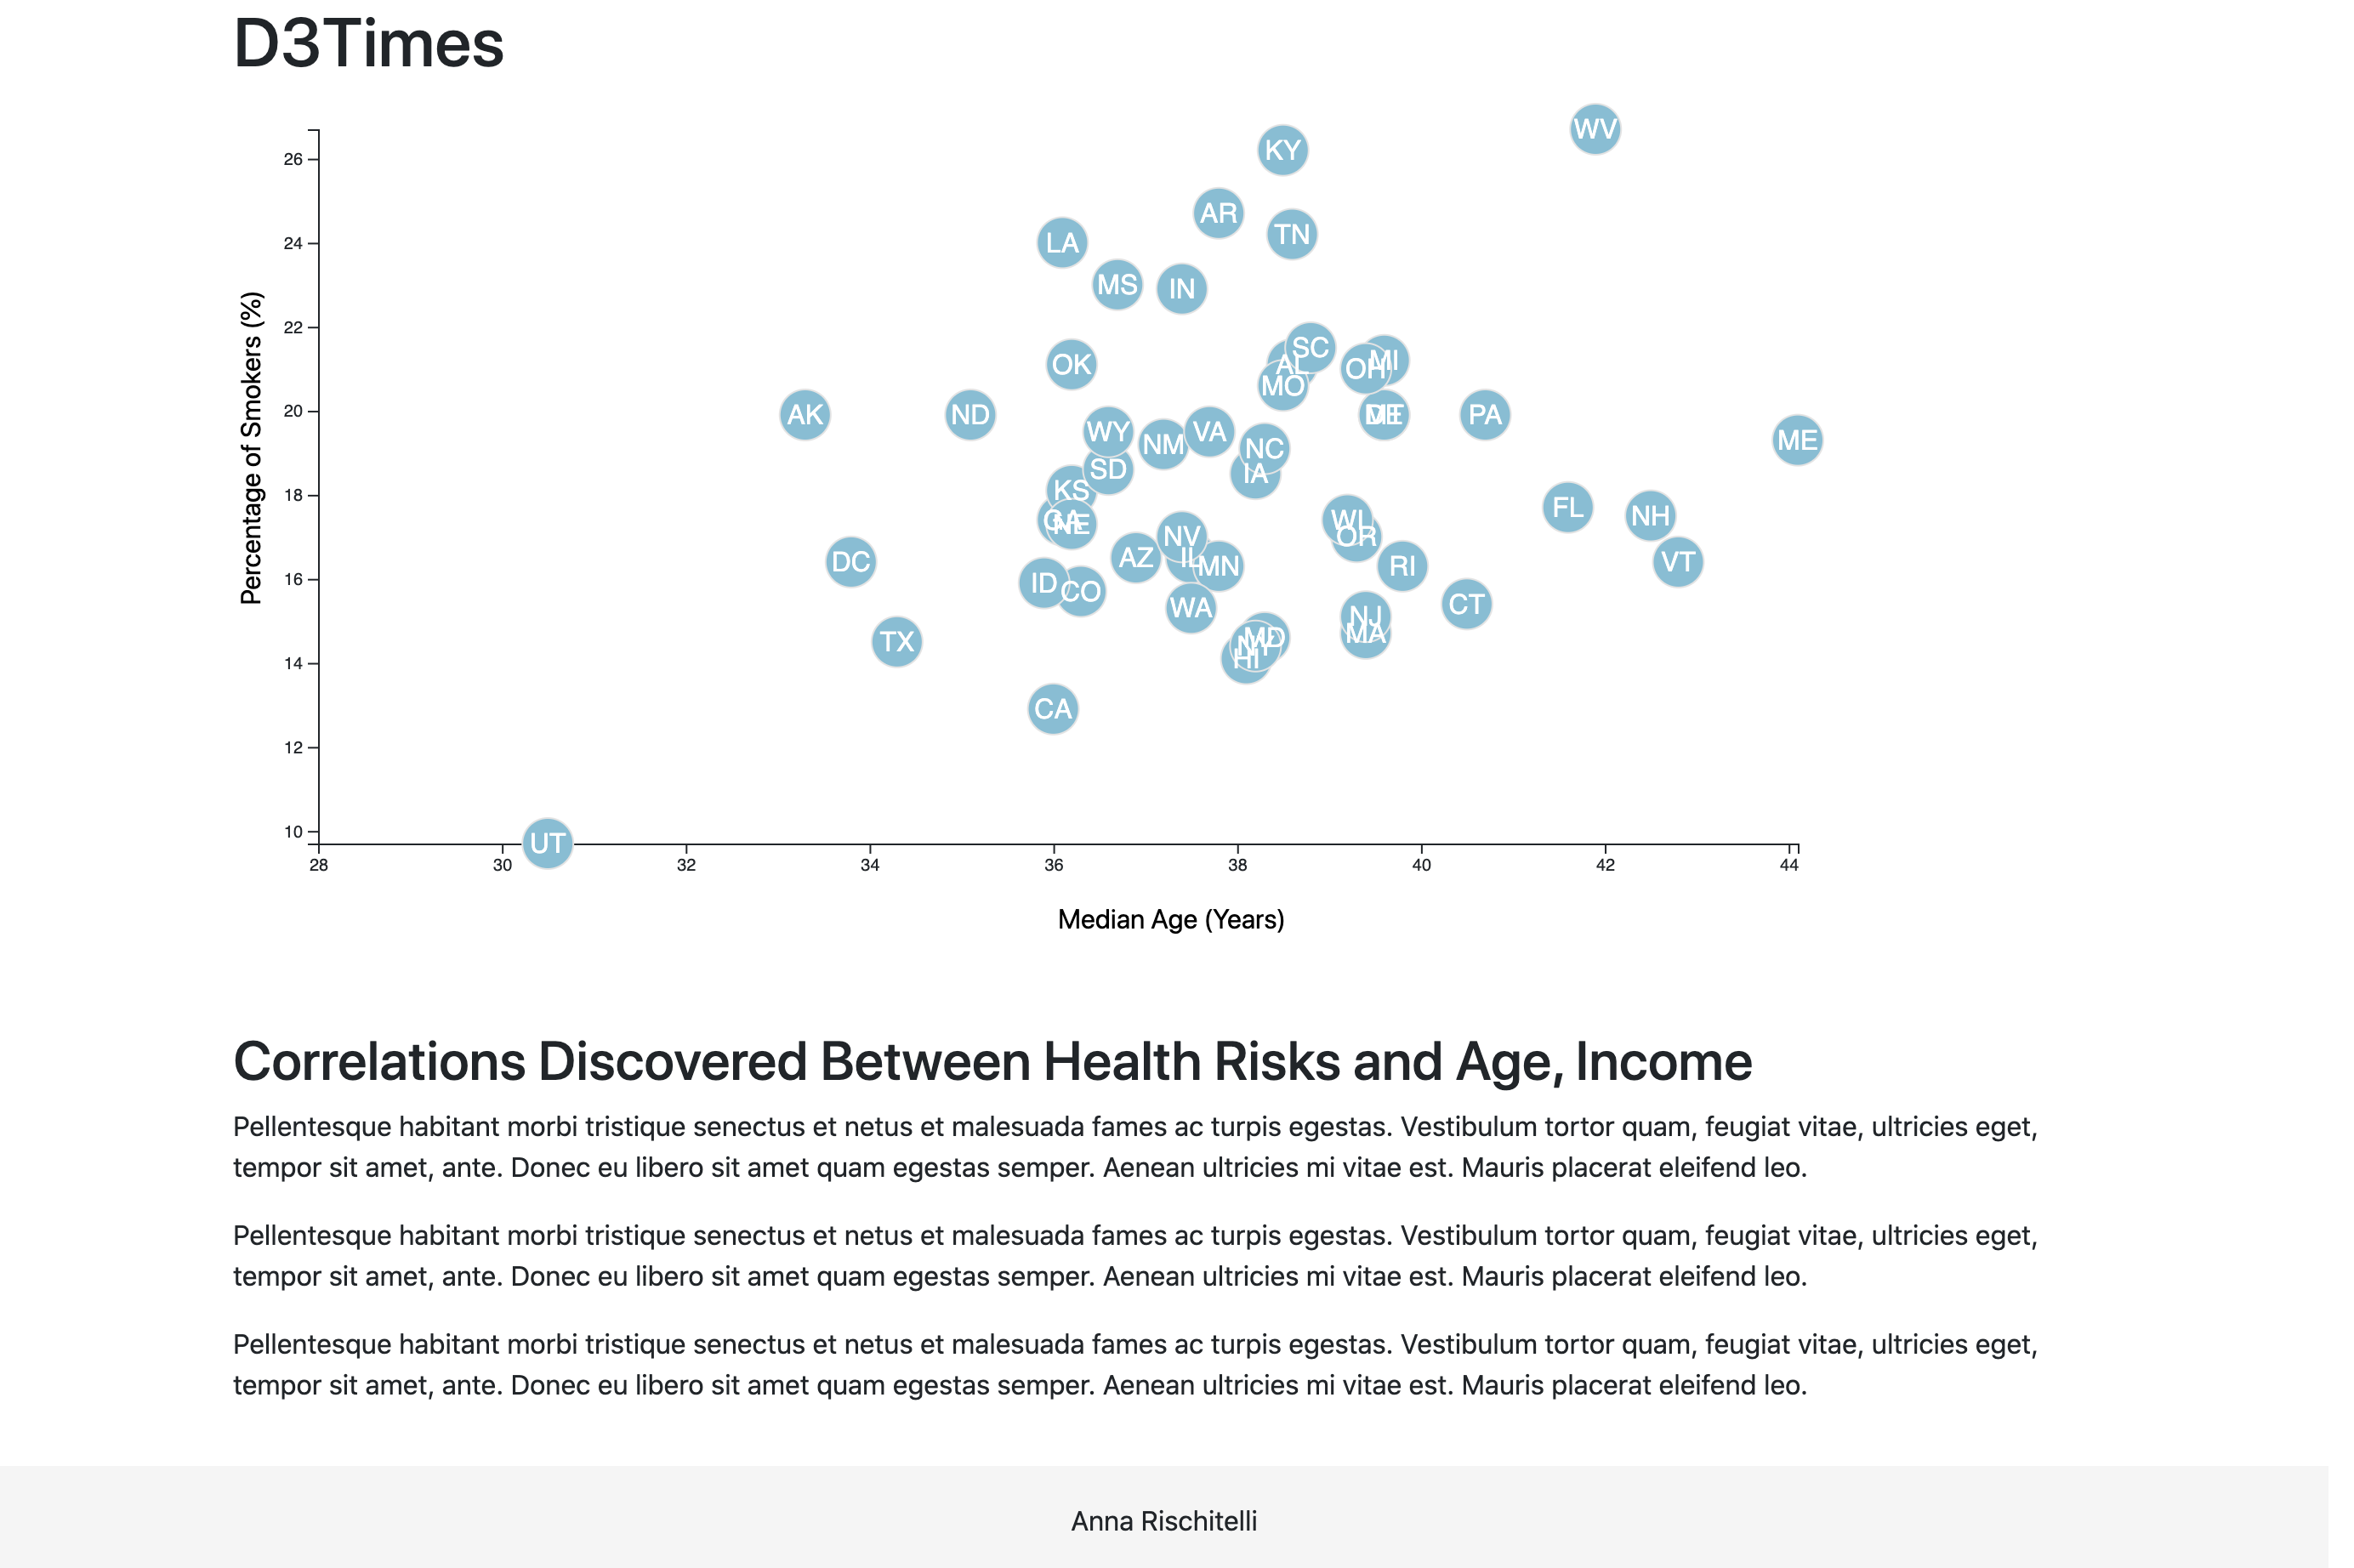 D3Times
WV
KY
26
AR
TN
LA
24
MS
IN
22
SC
MI
OH
OK
AL
MO
20
AK
ND
PA
WY
VA
NM
ME
NC
SD
IA
18
KS
FL
NH
GA
NE
WI
OR
NV
IL
AZ
MN
DC
RI
VT
16
ID
CO
CT
WA
NJ
MA
TX
MD
NY
HI
14
CA
12
10
UT
Percentage of Smokers (%)
28 30 32 34 36 38 40 42 44
Median Age (Years)
Correlations Discovered Between Health Risks and Age, Income
Pellentesque habitant morbi tristique senectus et netus et malesuada fames ac turpis egestas. Vestibulum tortor quam, feugiat vitae, ultricies eget,
tempor sit amet, ante. Donec eu libero sit amet quam egestas semper. Aenean ultricies mi vitae est. Mauris placerat eleifend leo.
Pellentesque habitant morbi tristique senectus et netus et malesuada fames ac turpis egestas. Vestibulum tortor quam, feugiat vitae, ultricies eget,
tempor sit amet, ante. Donec eu libero sit amet quam egestas semper. Aenean ultricies mi vitae est. Mauris placerat eleifend leo.
Pellentesque habitant morbi tristique senectus et netus et malesuada fames ac turpis egestas. Vestibulum tortor quam, feugiat vitae, ultricies eget,
tempor sit amet, ante. Donec eu libero sit amet quam egestas semper. Aenean ultricies mi vitae est. Mauris placerat eleifend leo.
Anna Rischitelli